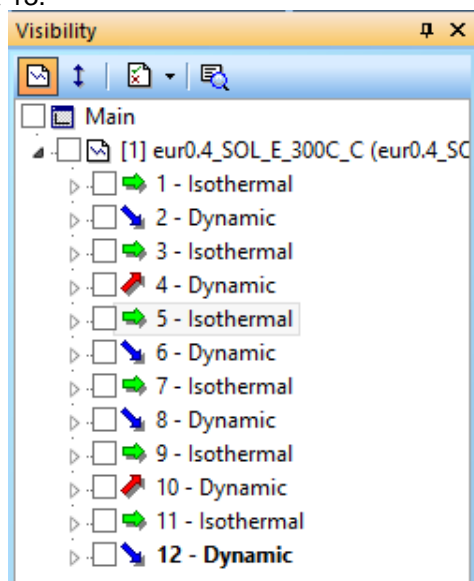 Visibility
Main
[1] eur0.4_SOL_E_300C_C (eur0.4_SC
1 - Isothermal
2 - Dynamic
3 - Isothermal
4 - Dynamic
5 - Isothermal
6 - Dynamic
7 - Isothermal
8 - Dynamic
9 - Isothermal
10 - Dynamic
11 - Isothermal
12 - Dynamic